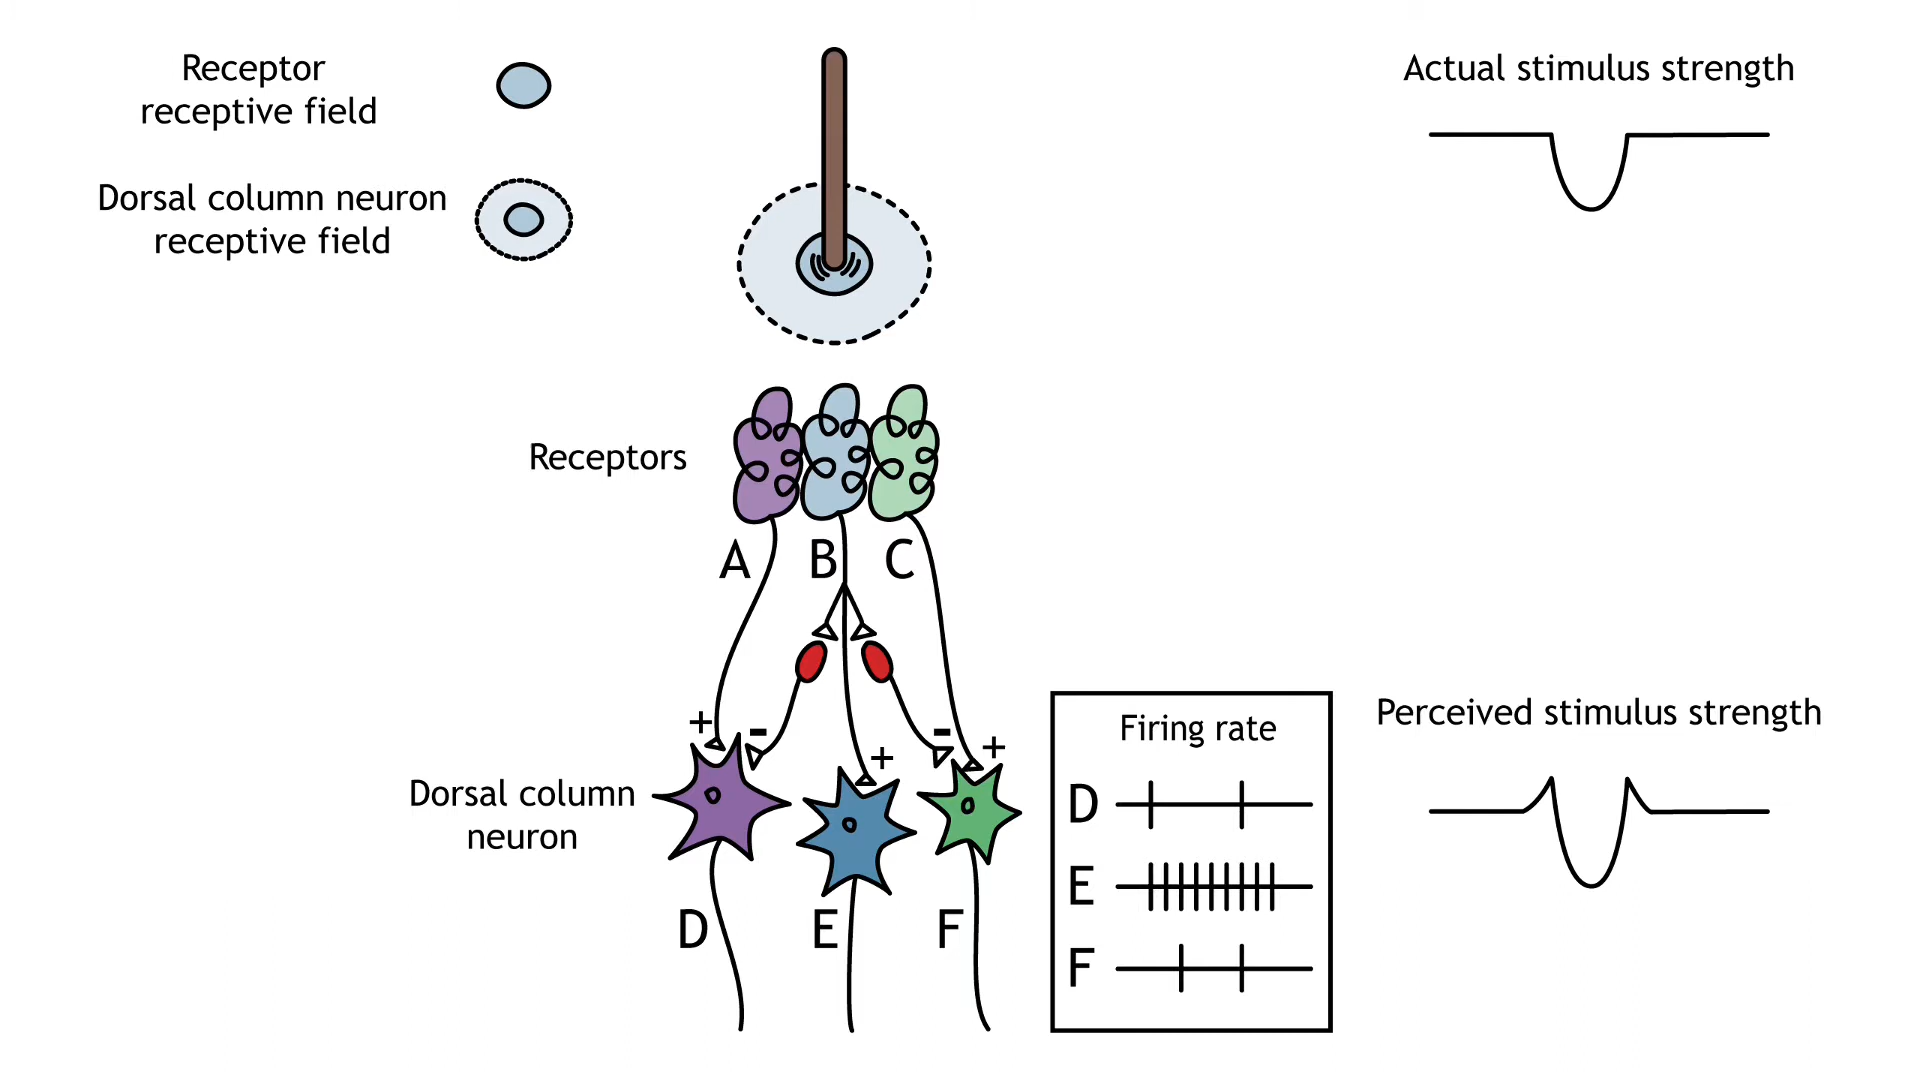 Receptor
receptive field
Dorsal column neuron
receptive field
Actual stimulus strength
Receptors
A B C
+ - + - +
Dorsal column
neuron
D E F
Firing rate
D
E
F
Perceived stimulus strength